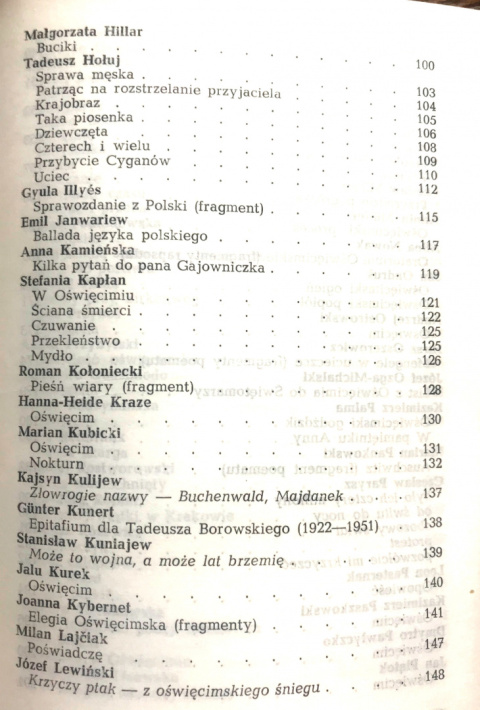 Małgorzata Hillar
Buciki . . . . . . . . . 100
Tadeusz Hołuj
Sprawa męska . . . . . . . . 103
Patrząc na rozstrzelanie przyjaciela . . . . 104
Krajobraz . . . . . . . . 105
Taka piosenka . . . . . . . . 106
Dziewczęta . . . . . . . . 108
Czterech i wielu . . . . . . . 109
Przybycie Cyganów . . . . . . . 110
Uciec . . . . . . . . . 112
Gyula Illyés
Sprawozdanie z Polski (fragment) . . . . 115
Emil Janwariew
Ballada języka polskiego . . . . . . 117
Anna Kamieńska
Kilka pytań do pana Gajowniczka . . . . 119
Stefania Kapłan
W Oświęcimiu . . . . . . . 121
Ściana śmierci . . . . . . . 122
Czuwanie . . . . . . . . 125
Przekleństwo . . . . . . . 125
Mydło . . . . . . . . 126
Roman Kołoniecki
Pieśń wiary (fragment) . . . . . . 128
Hanna-Heide Kraze
Oświęcim . . . . . . . . 130
Marian Kubicki
Oświęcim . . . . . . . . 131
Nokturn . . . . . . . . 132
Kajsyn Kulijew
Złowrogie nazwy — Buchenwald, Majdanek . . 137
Günter Kunert
Epitafium dla Tadeusza Borowskiego (1922—1951) . 138
Stanisław Kuniajew
Może to wojna, a może lat brzemię . . . . 139
Jalu Kurek
Oświęcim . . . . . . . . 140
Joanna Kybernet
Elegia Oświęcimska (fragmenty) . . . . 141
Milan Lajčiak
Poświadczę . . . . . . . . 147
Józef Lewiński
Krzyczy ptak — z oświęcimskiego śniegu . . . 148